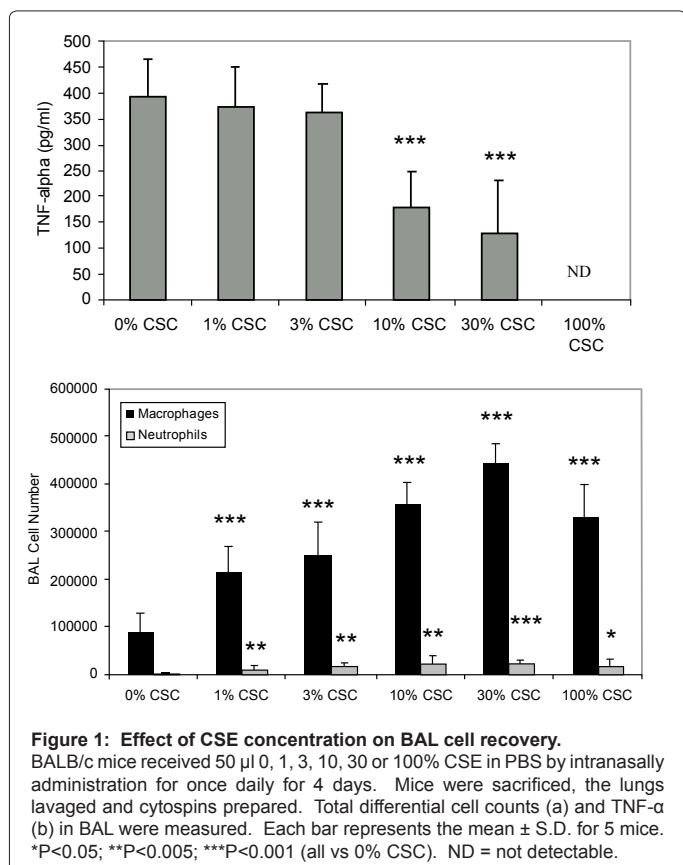 500
450
400
350
300
250
200
150
100
50
0
TNF-alpha (pg/ml)
***
***
ND
0% CSC
1% CSC
3% CSC
10% CSC
30% CSC
100%
CSC
600000
500000
400000
300000
200000
100000
0
BAL Cell Number
Macrophages
Neutrophils
***
**
***
**
***
**
***
***
***
*
0% CSC
1% CSC
3% CSC
10% CSC
30% CSC
100% CSC
Figure 1: Effect of CSE concentration on BAL cell recovery.
BALB/c mice received 50 µl 0, 1, 3, 10, 30 or 100% CSE in PBS by intranasally
administration for once daily for 4 days. Mice were sacrificed, the lungs
lavaged and cytospins prepared. Total differential cell counts (a) and TNF-α
(b) in BAL were measured. Each bar represents the mean ± S.D. for 5 mice.
*P<0.05; **P<0.005; ***P<0.001 (all vs 0% CSC). ND = not detectable.